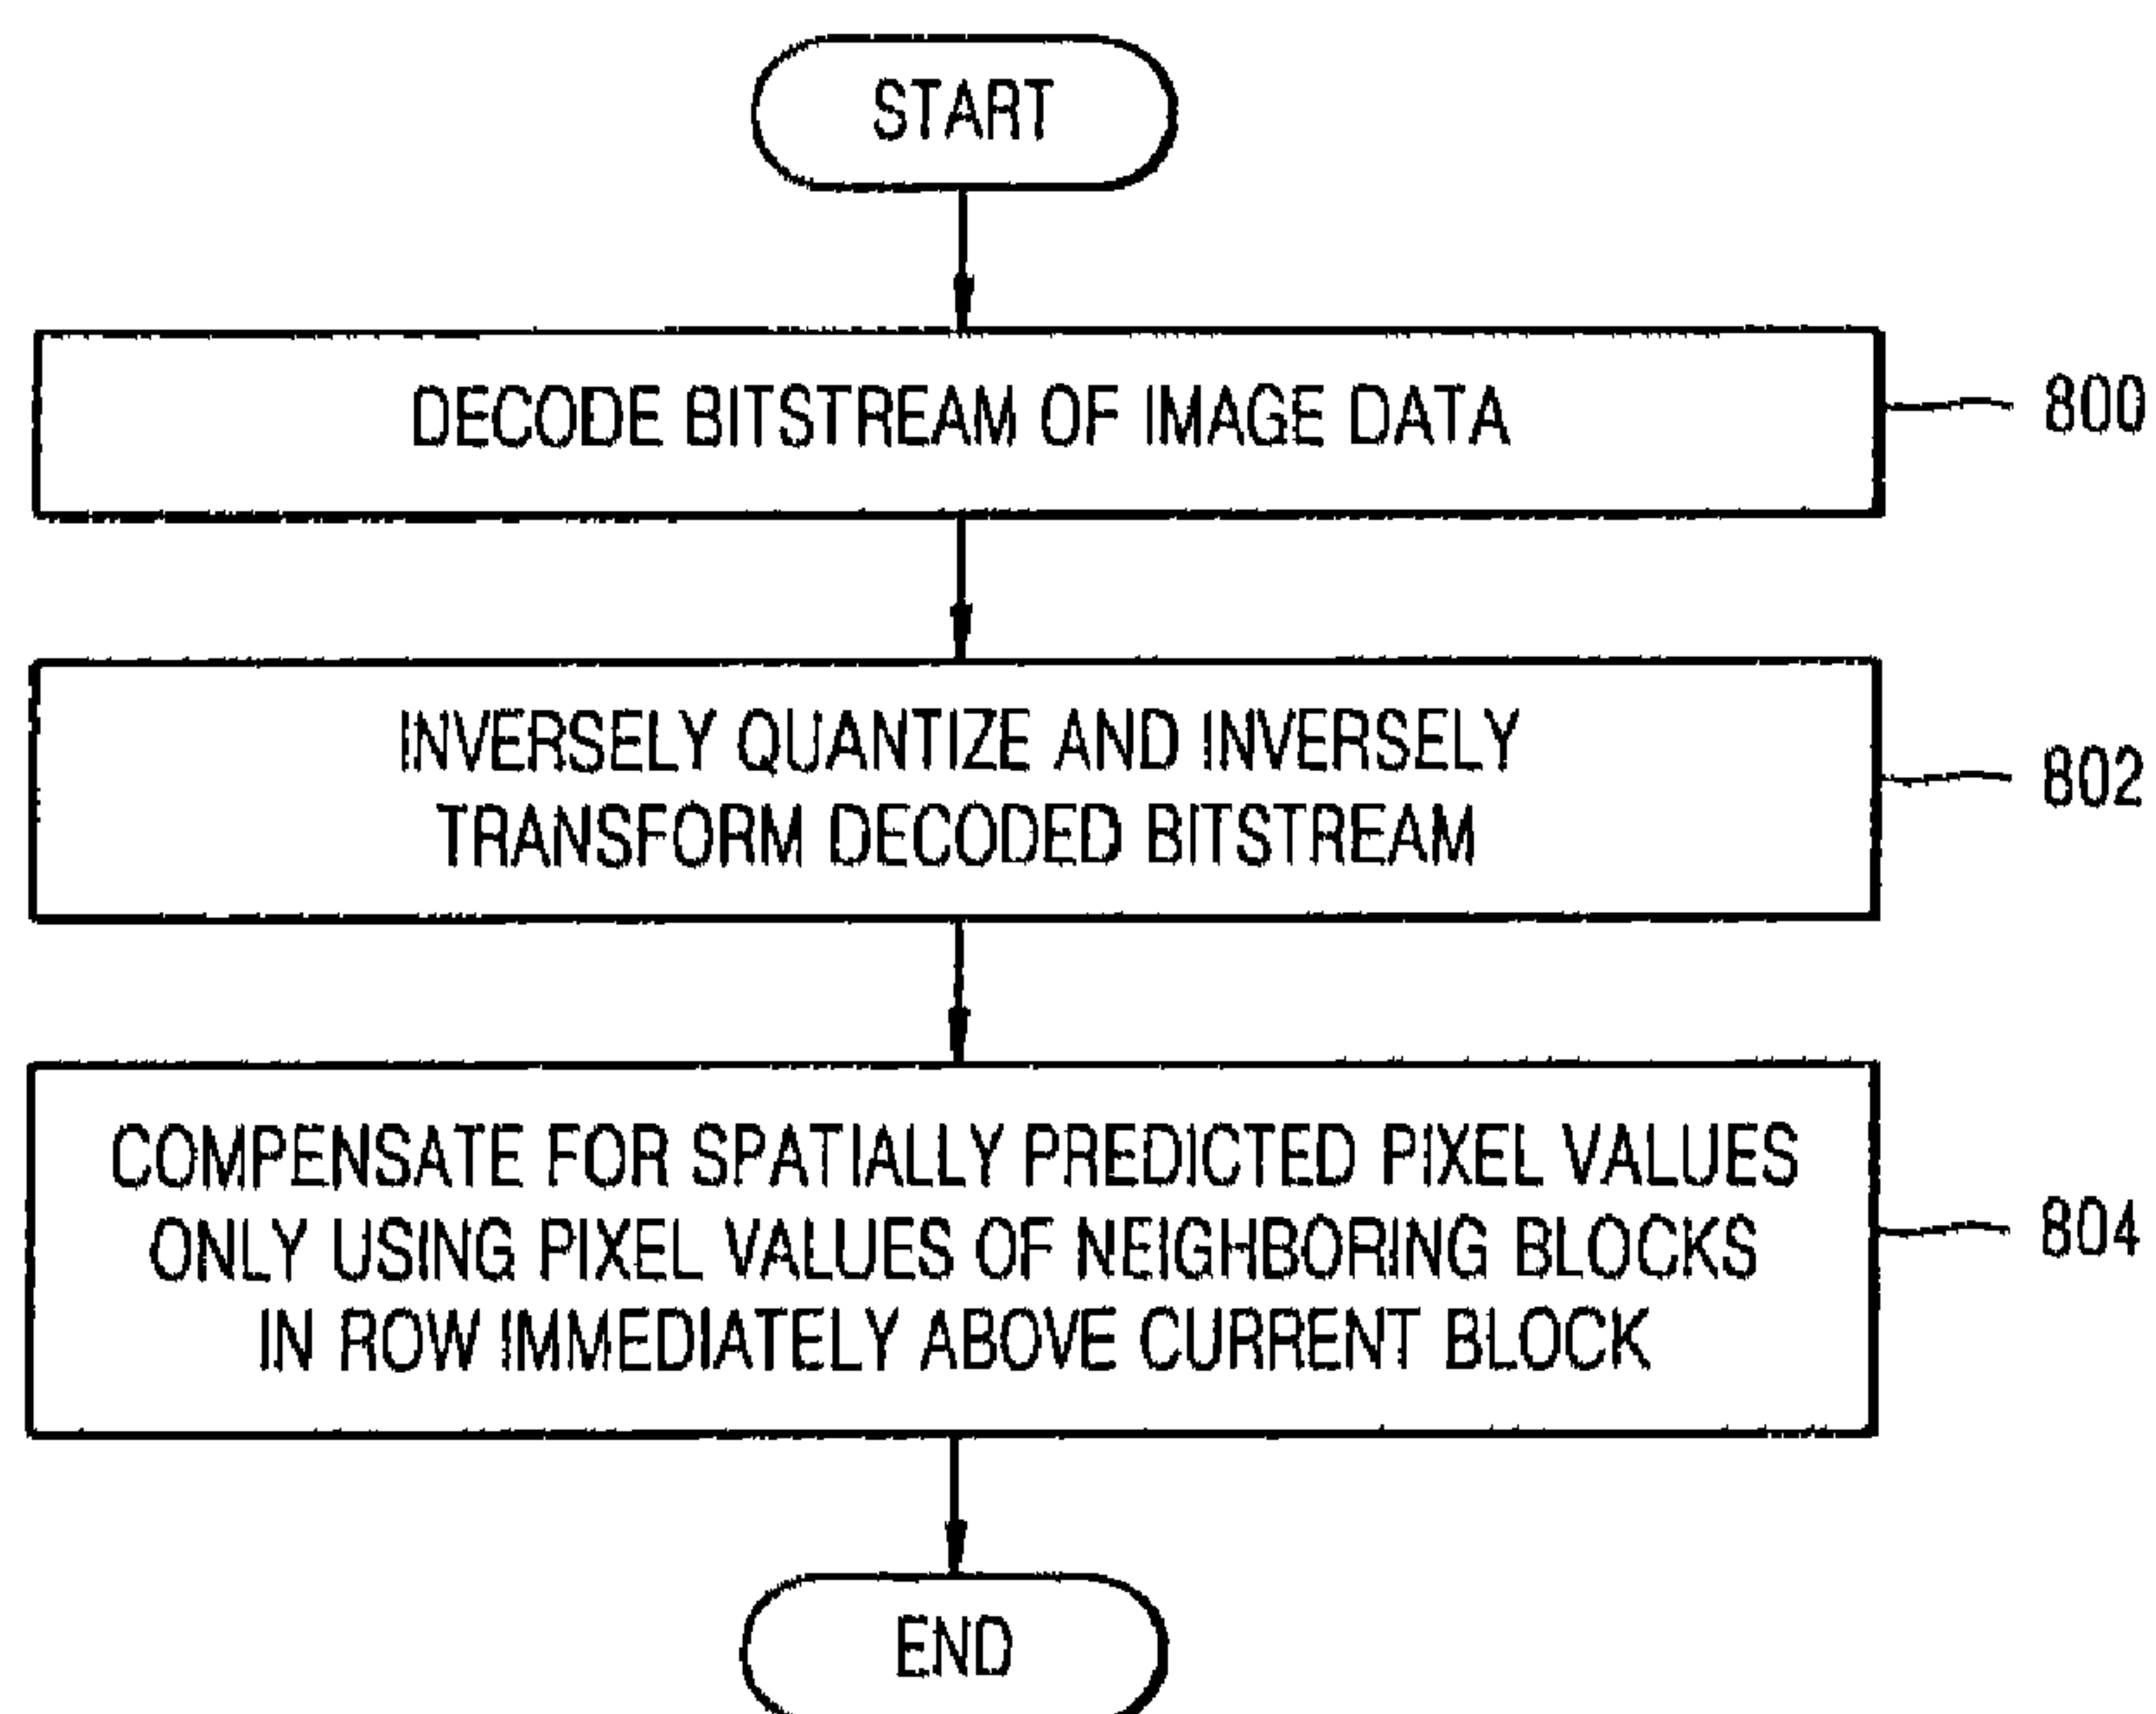 START
DECODE BITSTREAM OF IMAGE DATA
800
INVERSELY QUANTIZE AND INVERSELY
TRANSFORM DECODED BITSTREAM
802
COMPENSATE FOR SPATIALLY PREDICTED PIXEL VALUES
ONLY USING PIXEL VALUES OF NEIGHBORING BLOCKS
IN ROW IMMEDIATELY ABOVE CURRENT BLOCK
804
END